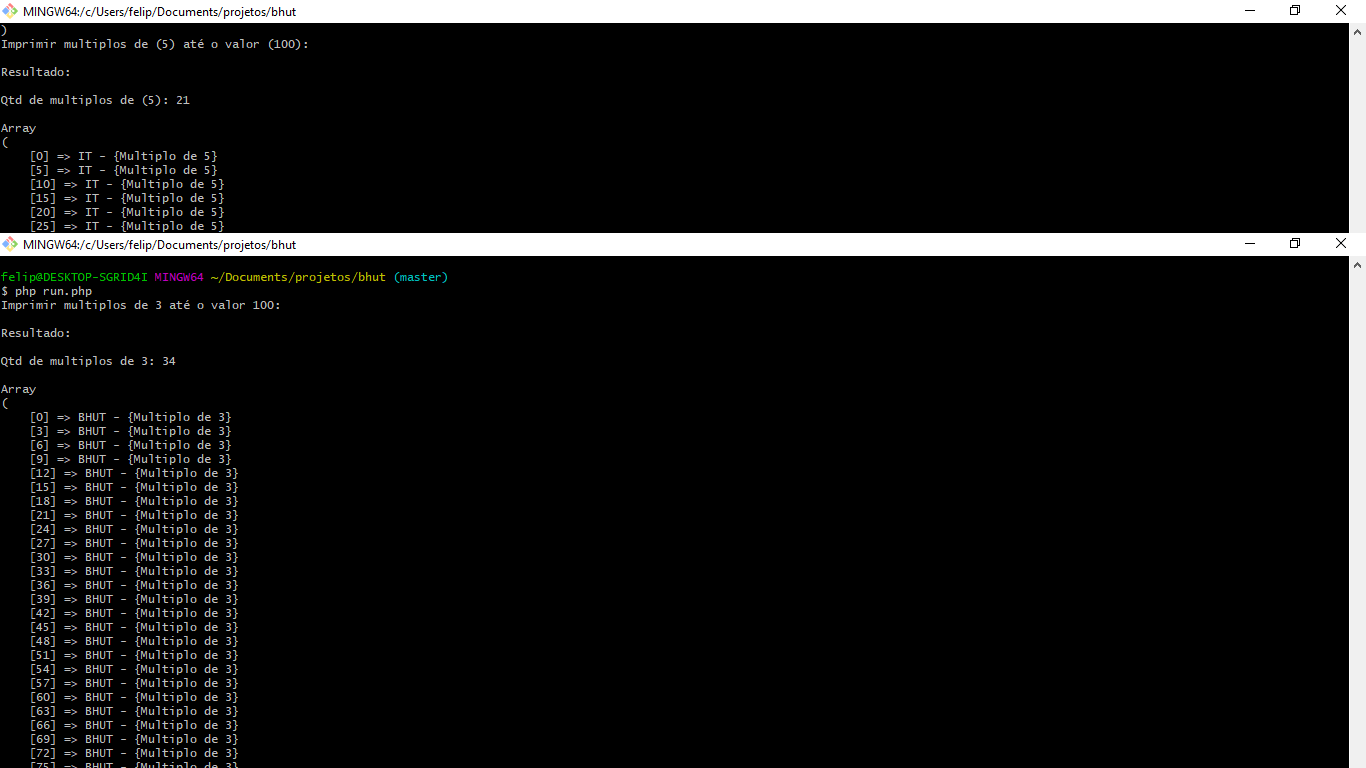 MINGW64:/c/Users/felip/Documents/projetos/bhut
)
Imprimir multiplos de (5) até o valor (100):
Resultado:
Qtd de multiplos de (5): 21
Array
(
[0] => IT - {Multiplo de 5}
[5] => IT - {Multiplo de 5}
[10] => IT - {Multiplo de 5}
[15] => IT - {Multiplo de 5}
[20] => IT - {Multiplo de 5}
[25] => IT - {Multiplo de 5}
MINGW64:/c/Users/felip/Documents/projetos/bhut
felip@DESKTOP-SGRID4I MINGW64 ~/Documents/projetos/bhut (master)
$ php run.php
Imprimir multiplos de 3 até o valor 100:
Resultado:
Qtd de multiplos de 3: 34
Array
(
[0] => BHUT - {Multiplo de 3}
[3] => BHUT - {Multiplo de 3}
[6] => BHUT - {Multiplo de 3}
[9] => BHUT - {Multiplo de 3}
[12] => BHUT - {Multiplo de 3}
[15] => BHUT - {Multiplo de 3}
[18] => BHUT - {Multiplo de 3}
[21] => BHUT - {Multiplo de 3}
[24] => BHUT - {Multiplo de 3}
[27] => BHUT - {Multiplo de 3}
[30] => BHUT - {Multiplo de 3}
[33] => BHUT - {Multiplo de 3}
[36] => BHUT - {Multiplo de 3}
[39] => BHUT - {Multiplo de 3}
[42] => BHUT - {Multiplo de 3}
[45] => BHUT - {Multiplo de 3}
[48] => BHUT - {Multiplo de 3}
[51] => BHUT - {Multiplo de 3}
[54] => BHUT - {Multiplo de 3}
[57] => BHUT - {Multiplo de 3}
[60] => BHUT - {Multiplo de 3}
[63] => BHUT - {Multiplo de 3}
[66] => BHUT - {Multiplo de 3}
[69] => BHUT - {Multiplo de 3}
[72] => BHUT - {Multiplo de 3}
[75] => BHUT - {Multiplo de 3}